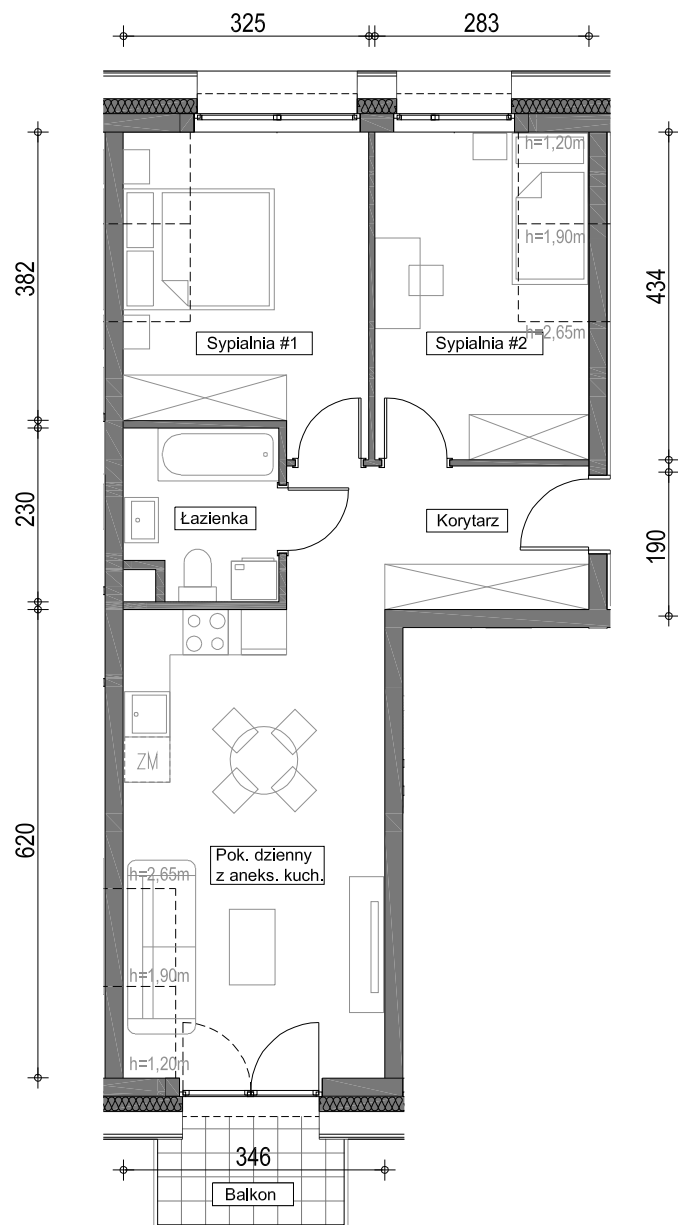 325
283
h=1,20m
h=1,90m
382
434
h=2,65m
Sypialnia #1
Sypialnia #2
230
Łazienka
Korytarz
190
ZM
620
Pok. dzienny
z aneks. kuch.
h=2,65m
h=1,90m
h=1,20m
346
Balkon